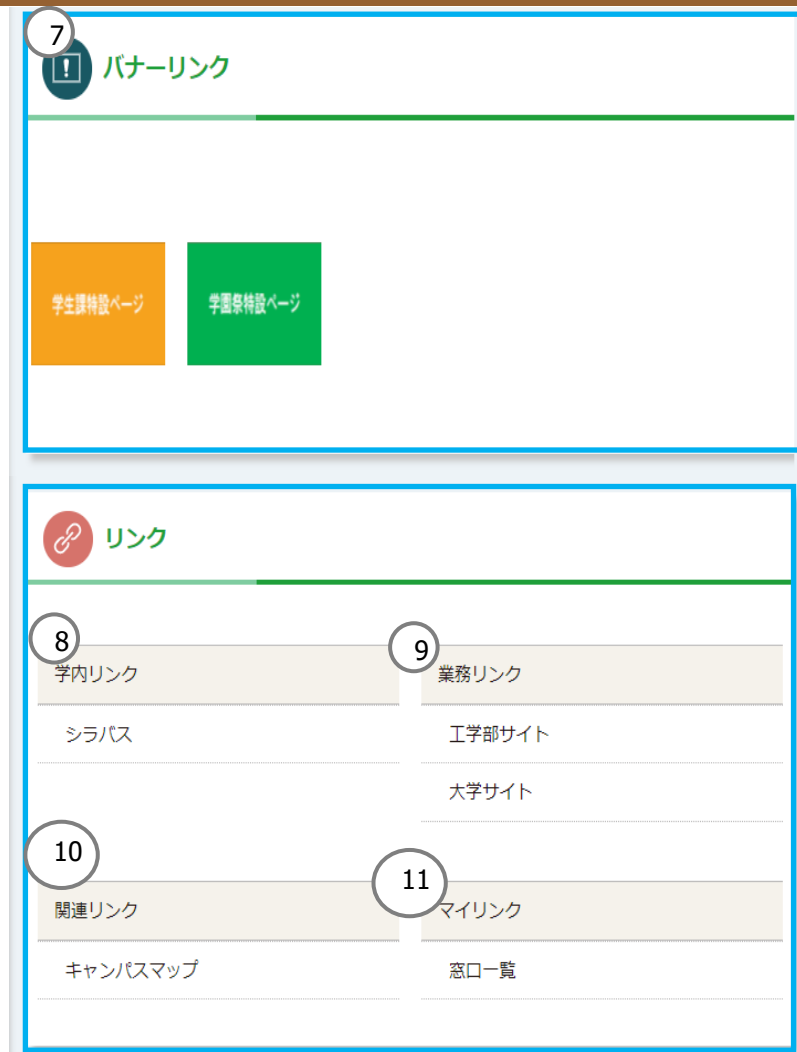 7
バナーリンク
学生課特設ページ
学園祭特設ページ
リンク
8
学内リンク
シラバス
9
業務リンク
工学部サイト
大学サイト
10
関連リンク
キャンパスマップ
11
マイリンク
窓口一覧